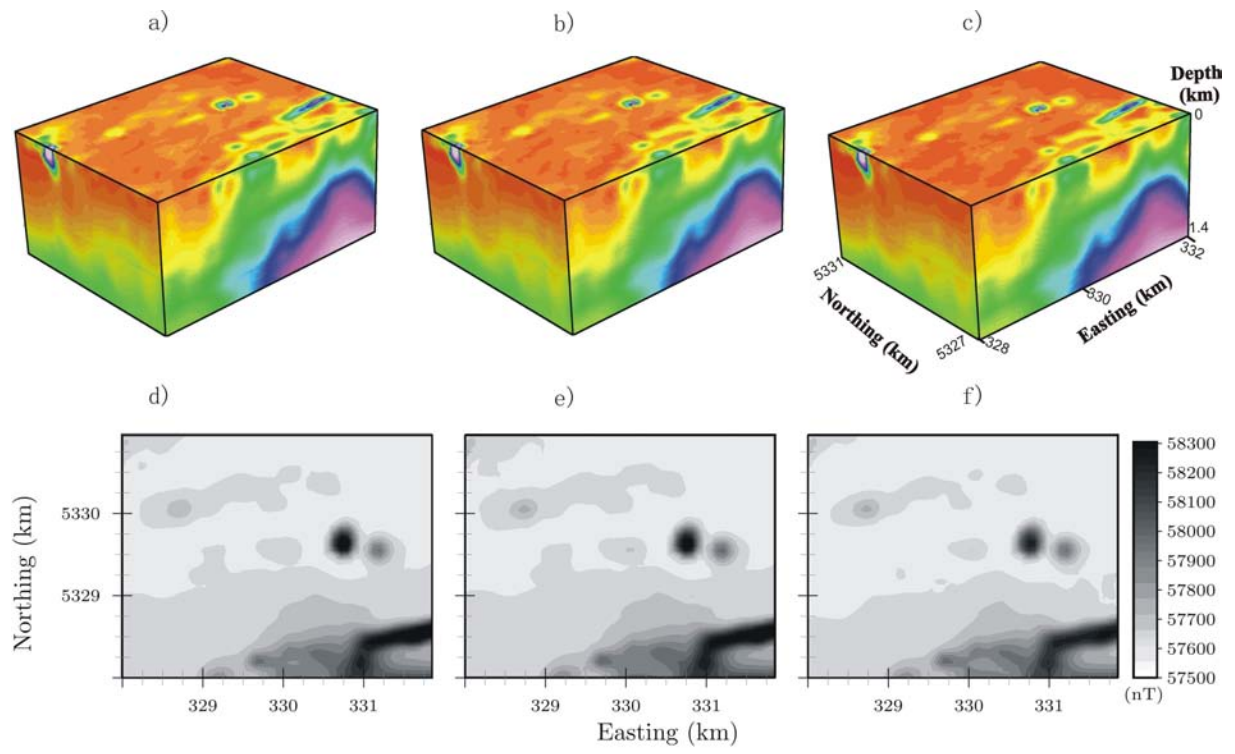 a)
b)
c)
Depth
(km)
0
1.4
332
5331
330
Northing (km)
Easting (km)
5327
328
d)
e)
f)
Northing (km)
5330
5329
58300
58200
58100
58000
57900
57800
57700
57600
57500
(nT)
329 330 331 329 330 331 329 330 331
Easting (km)